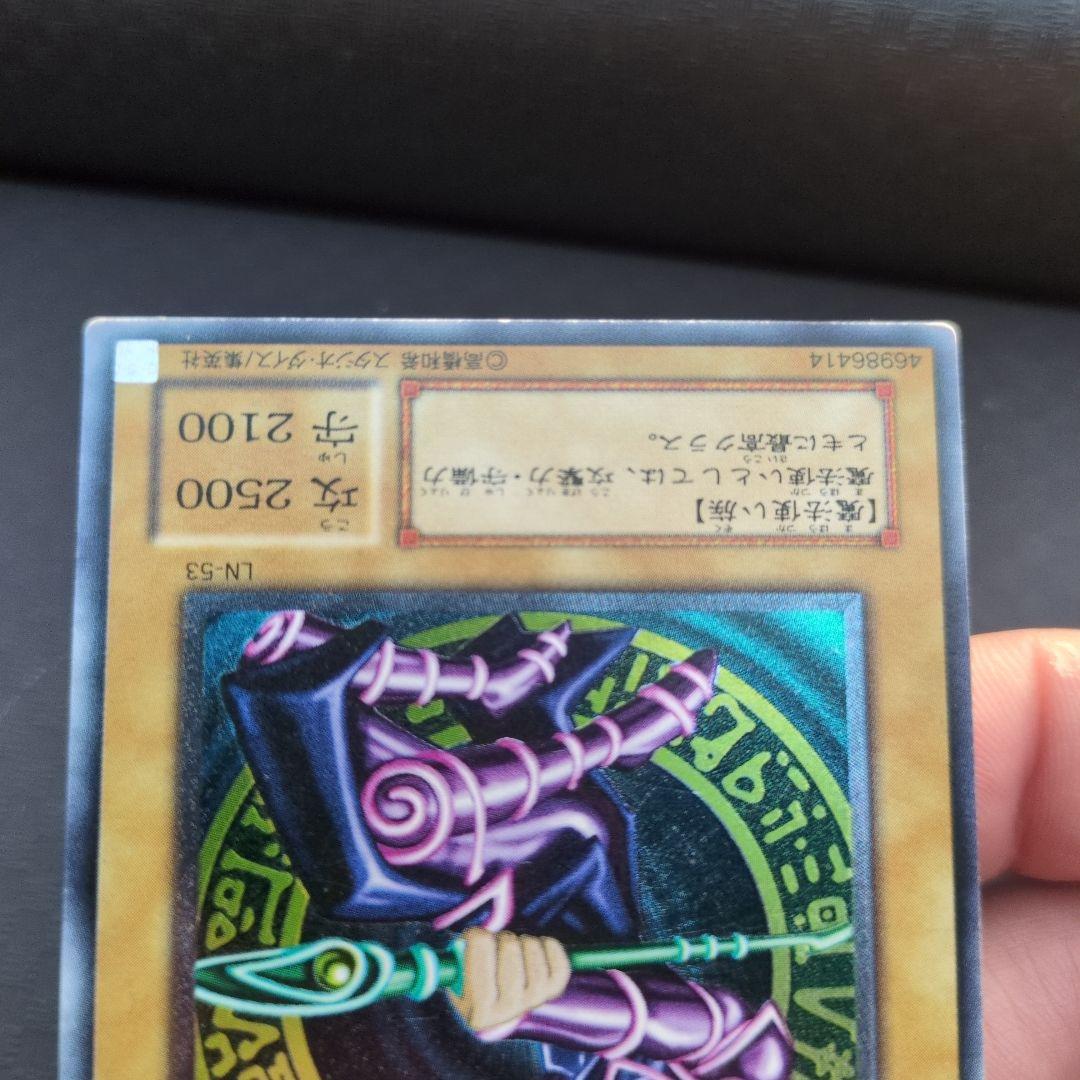 LN-53
【魔法使い族】
魔法使いとしては、攻撃力・守備力
ともに最高クラス。
攻 2500
守 2100
46986414
©高橋和希 スタジオ・ダイス/集英社